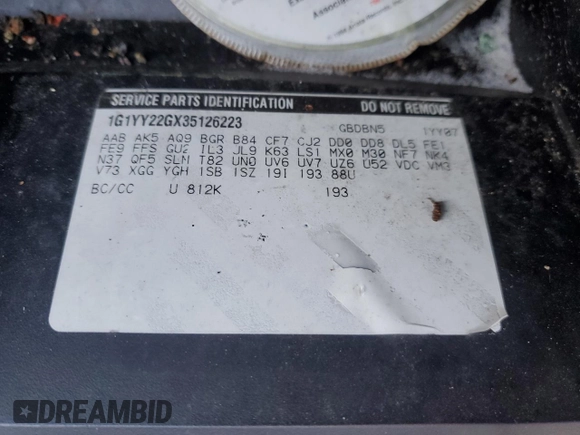 SERVICE PARTS IDENTIFICATION DO NOT REMOVE
1G1YY22GX35126223 GBDBN5 1YY07
AAB AK5 AQ9 BGR B84 CF7 CJ2 DD0 DD8 DL5 FE1
FE9 FFS GU2 IL3 JL9 K63 LS1 MX0 M30 NF7 NK4
N37 QF5 SLM T82 UN0 UV6 UV7 UZ6 U52 VDC VM3
V73 XGG YGH 1SB 1SZ 19I 193 88U
BC/CC U 812K 193
DREAMBID